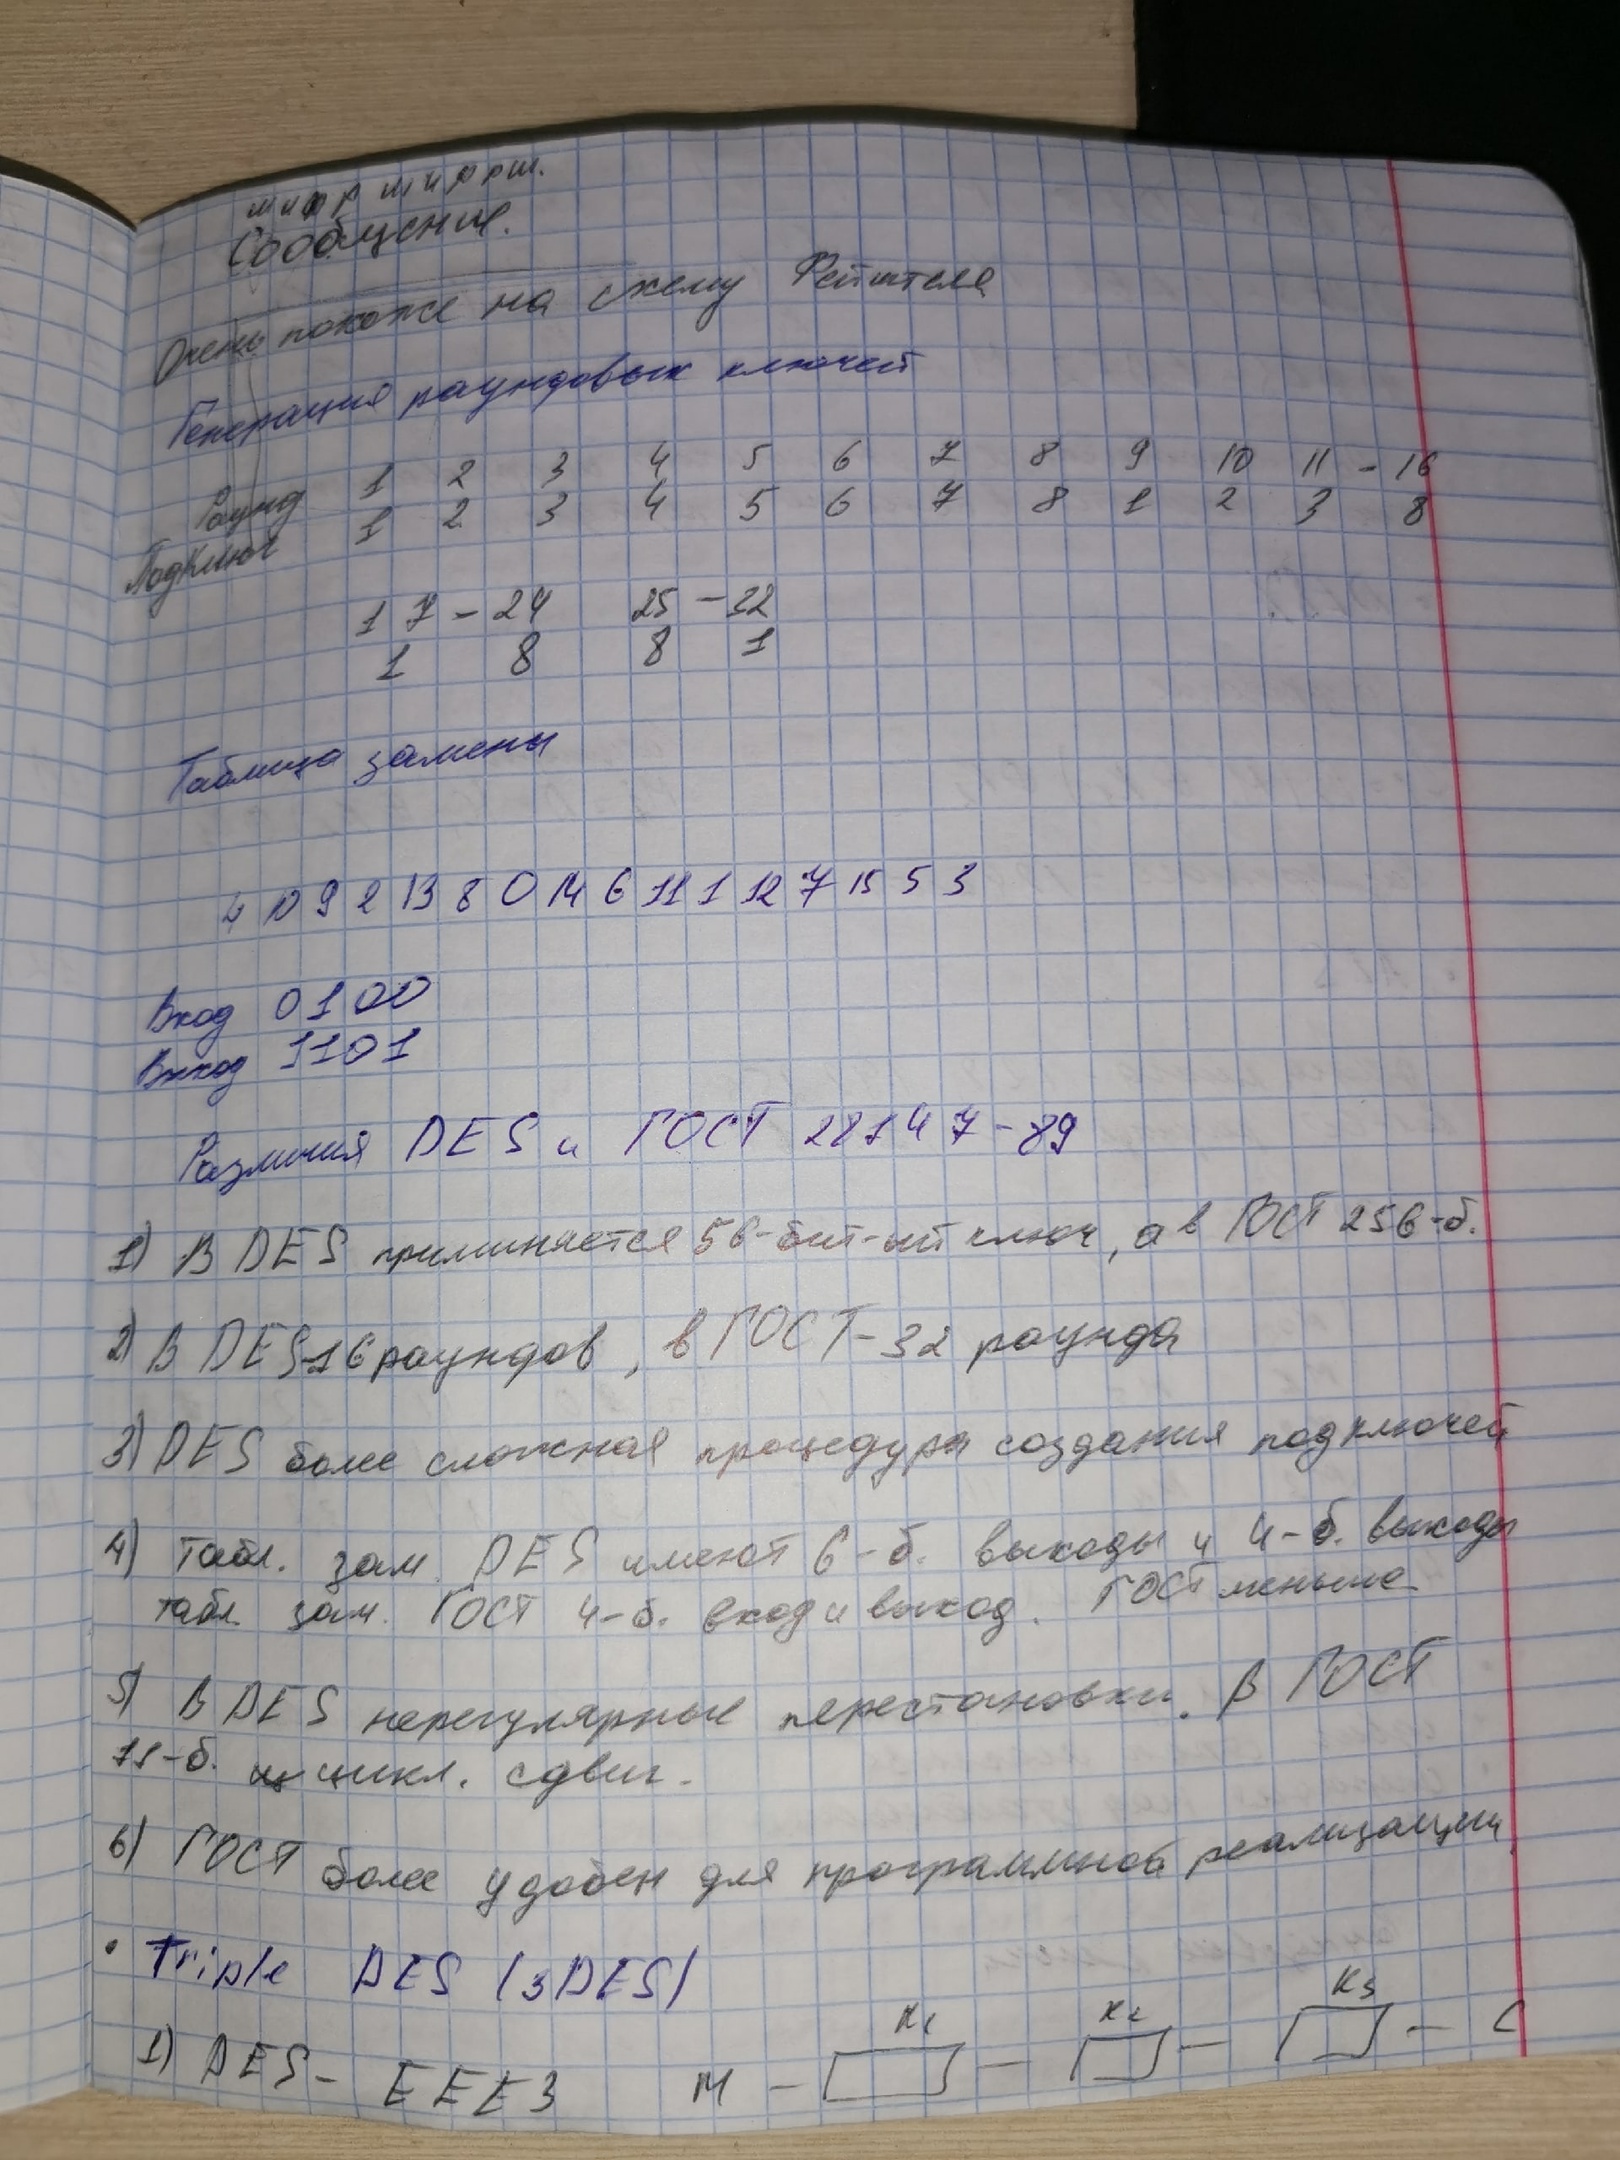 шифр шифр.
Сообщение.
Очень похоже на схему Фейстеля
Генерация раундовых ключей
Раунд 1 2 3 4 5 6 7 8 9 10 11 - 16
Подключ 1 2 3 4 5 6 7 8 1 2 3 8
17 - 24 25 - 32
1 8 8 1
Таблица замены
4 10 9 2 13 8 0 14 6 11 1 12 7 15 5 3
Вход 0100
Выход 1101
Различия DES и ГОСТ 28147-89
1) В DES применяется 56-бит-ый ключ, а в ГОСТ 256-б.
2) В DES-16 раундов, в ГОСТ-32 раунда
3) DES более сложная процедура создания подключей
4) Табл. зам. DES имеют 6-б. выходы и 4-б. выходы
табл. зам. ГОСТ 4-б. вход и выход. ГОСТ меньше
5) В DES нерегулярные перестановки. В ГОСТ
11-б. цикл. сдвиг.
6) ГОСТ более удобен для программной реализации
• Triple DES (3DES)
1) DES - EEE3 M - K1 - K2 - K3 - C